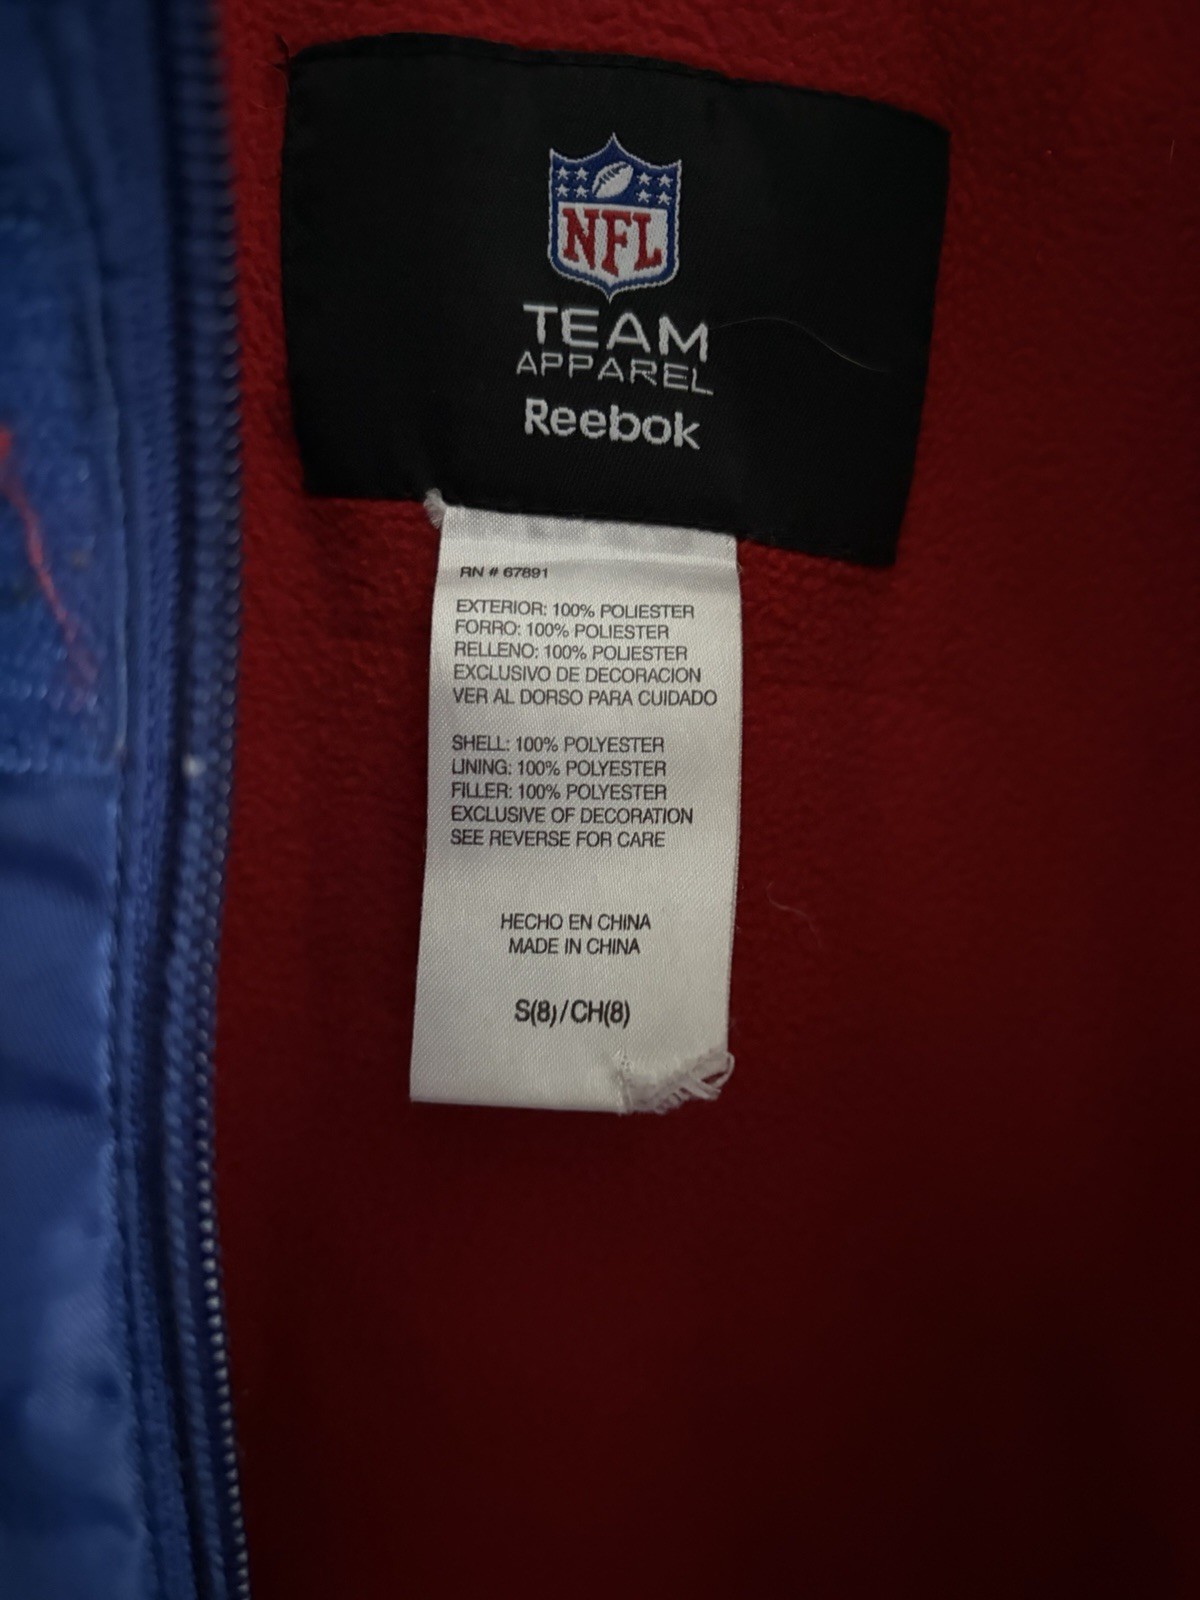 NFL
TEAM
APPAREL
Reebok
RN # 67891
EXTERIOR: 100% POLIESTER
FORRO: 100% POLIESTER
RELLENO: 100% POLIESTER
EXCLUSIVO DE DECORACION
VER AL DORSO PARA CUIDADO
SHELL: 100% POLYESTER
LINING: 100% POLYESTER
FILLER: 100% POLYESTER
EXCLUSIVE OF DECORATION
SEE REVERSE FOR CARE
HECHO EN CHINA
MADE IN CHINA
S(8)/CH(8)